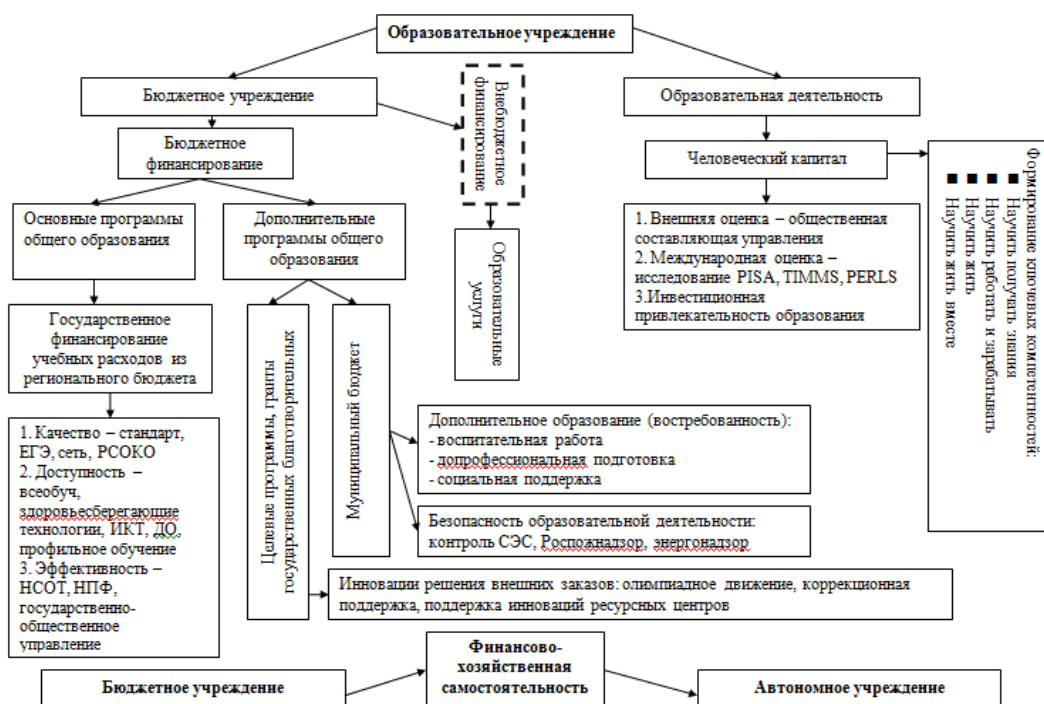 Образовательное учреждение
Бюджетное учреждение
Внебюджетное
финансирование
Образовательная деятельность
Бюджетное
финансирование
Человеческий капитал
Формирование ключевых компетентностей:
■ Научить получать знания
■ Научить работать и зарабатывать
■ Научить жить
■ Научить жить вместе
Основные программы
общего образования
Дополнительные
программы общего
образования
Образовательные
услуги
1. Внешняя оценка – общественная
составляющая управления
2. Международная оценка –
исследование PISA, TIMMS, PERLS
3.Инвестиционная
привлекательность образования
Государственное
финансирование
учебных расходов из
регионального бюджета
Целевые программы, гранты
государственных благотворительных
Муниципальный бюджет
1. Качество – стандарт,
ЕГЭ, сеть, РСОКО
2. Доступность –
всеобуч,
здоровьесберегающие
технологии, ИКТ, ДО,
профильное обучение
3. Эффективность –
НСОТ, НПФ,
государственно-
общественное
управление
Дополнительное образование (востребованность):
- воспитательная работа
- допрофессиональная подготовка
- социальная поддержка
Безопасность образовательной деятельности:
контроль СЭС, Роспожнадзор, энергонадзор
Инновации решения внешних заказов: олимпиадное движение, коррекционная
поддержка, поддержка инноваций ресурсных центров
Бюджетное учреждение
Финансово-
хозяйственная
самостоятельность
Автономное учреждение